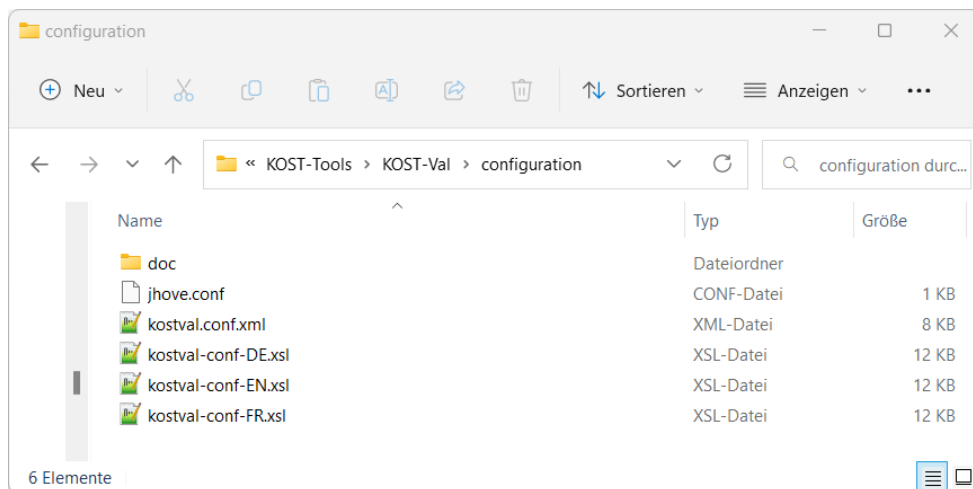 configuration
Neu Sortieren Anzeigen
« KOST-Tools > KOST-Val > configuration configuration durc...
Name Typ Größe
doc Dateiordner
jhove.conf CONF-Datei 1 KB
kostval.conf.xml XML-Datei 8 KB
kostval-conf-DE.xsl XSL-Datei 12 KB
kostval-conf-EN.xsl XSL-Datei 12 KB
kostval-conf-FR.xsl XSL-Datei 12 KB
6 Elemente